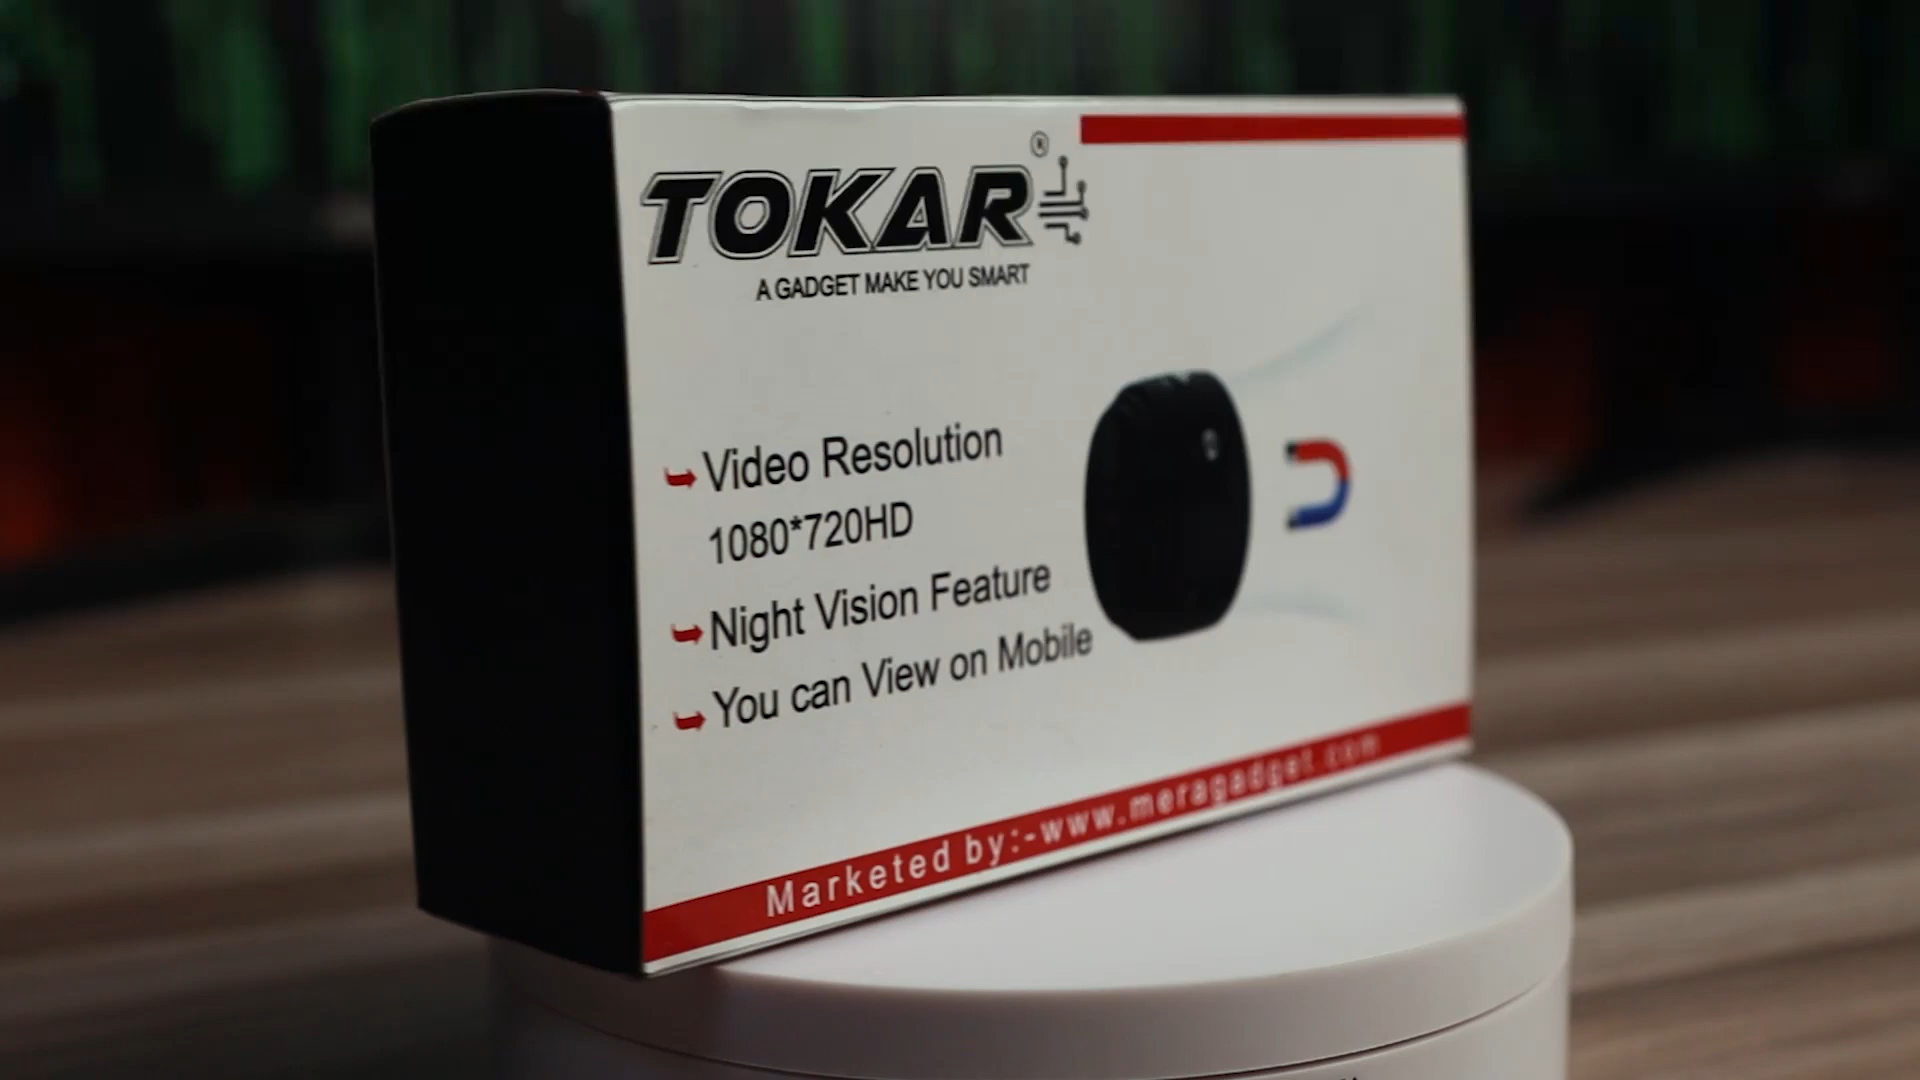 TOKAR®
A GADGET MAKE YOU SMART
Video Resolution
1080*720HD
Night Vision Feature
You can View on Mobile
Marketed by:-www.meragadget.com